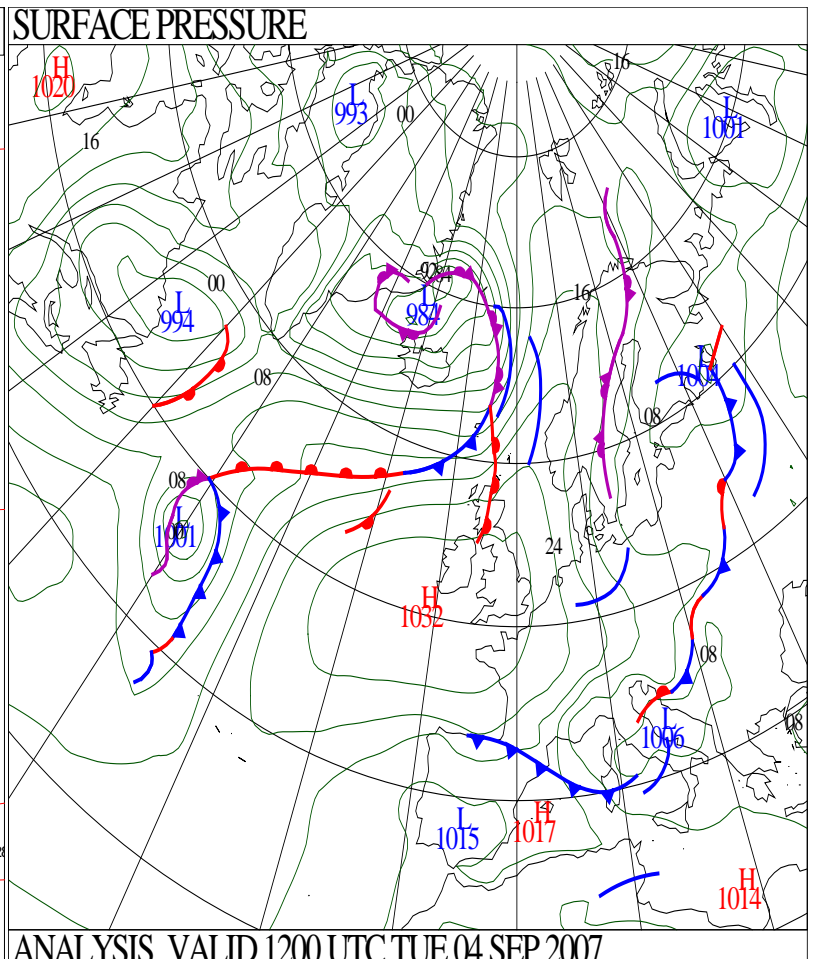 SURFACE PRESSURE
H
1020
16
L
993
00
16
L
1001
L
994
00
L
984
16
08
L
1004
08
08
L
1001
24
H
1032
08
L
1006
08
L
1015
H
1017
H
1014
ANALYSIS VALID 1200 UTC TUE 04 SEP 2007